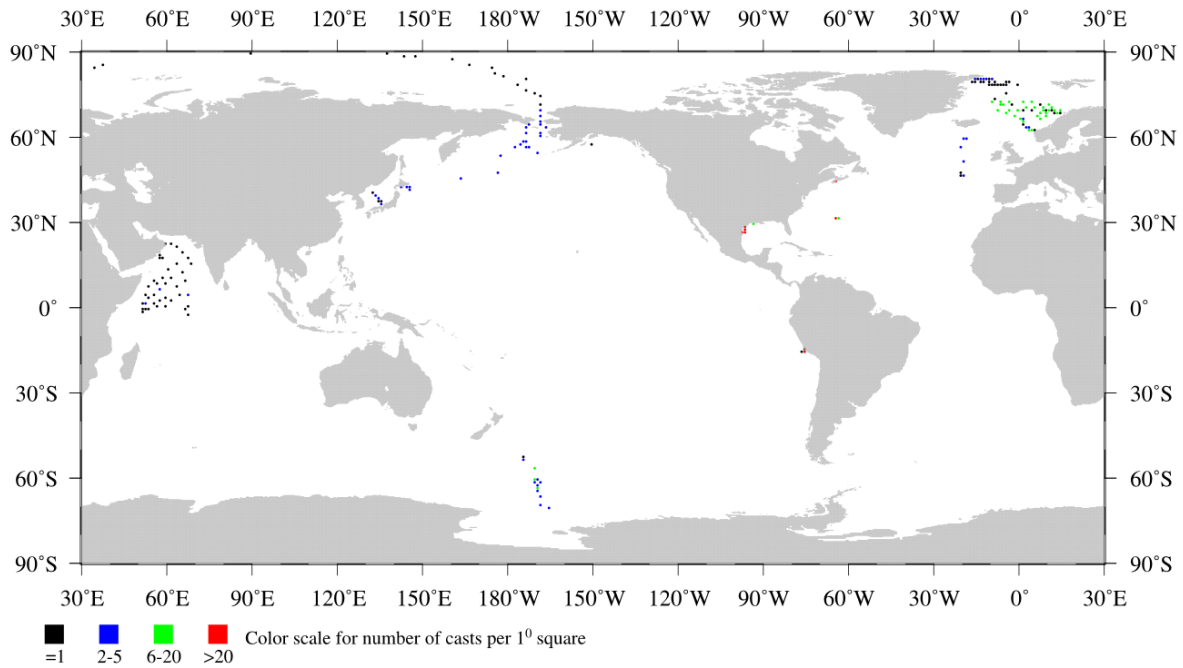 30˚E 60˚E 90˚E 120˚E 150˚E 180˚W 150˚W 120˚W 90˚W 60˚W 30˚W 0˚ 30˚E
90˚N 90˚N
60˚N 60˚N
30˚N 30˚N
0˚ 0˚
30˚S 30˚S
60˚S 60˚S
90˚S 90˚S
30˚E 60˚E 90˚E 120˚E 150˚E 180˚W 150˚W 120˚W 90˚W 60˚W 30˚W 0˚ 30˚E
Color scale for number of casts per 1⁰ square
=1 2-5 6-20 >20